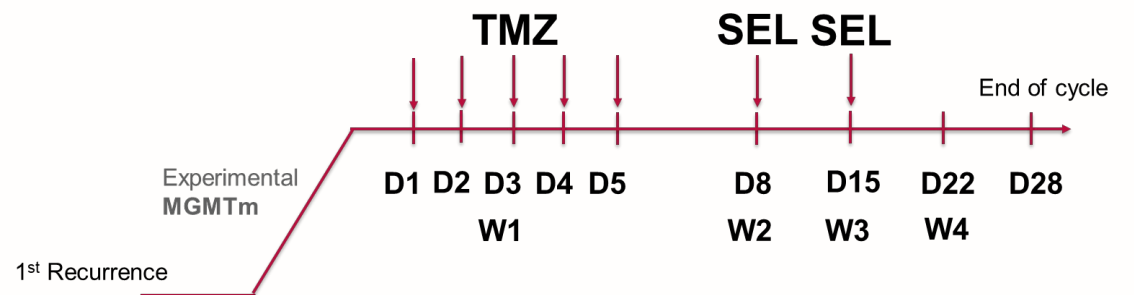 TMZ SEL SEL
End of cycle
Experimental
MGMTm
D1 D2 D3 D4 D5 D8 D15 D22 D28
W1 W2 W3 W4
1st Recurrence